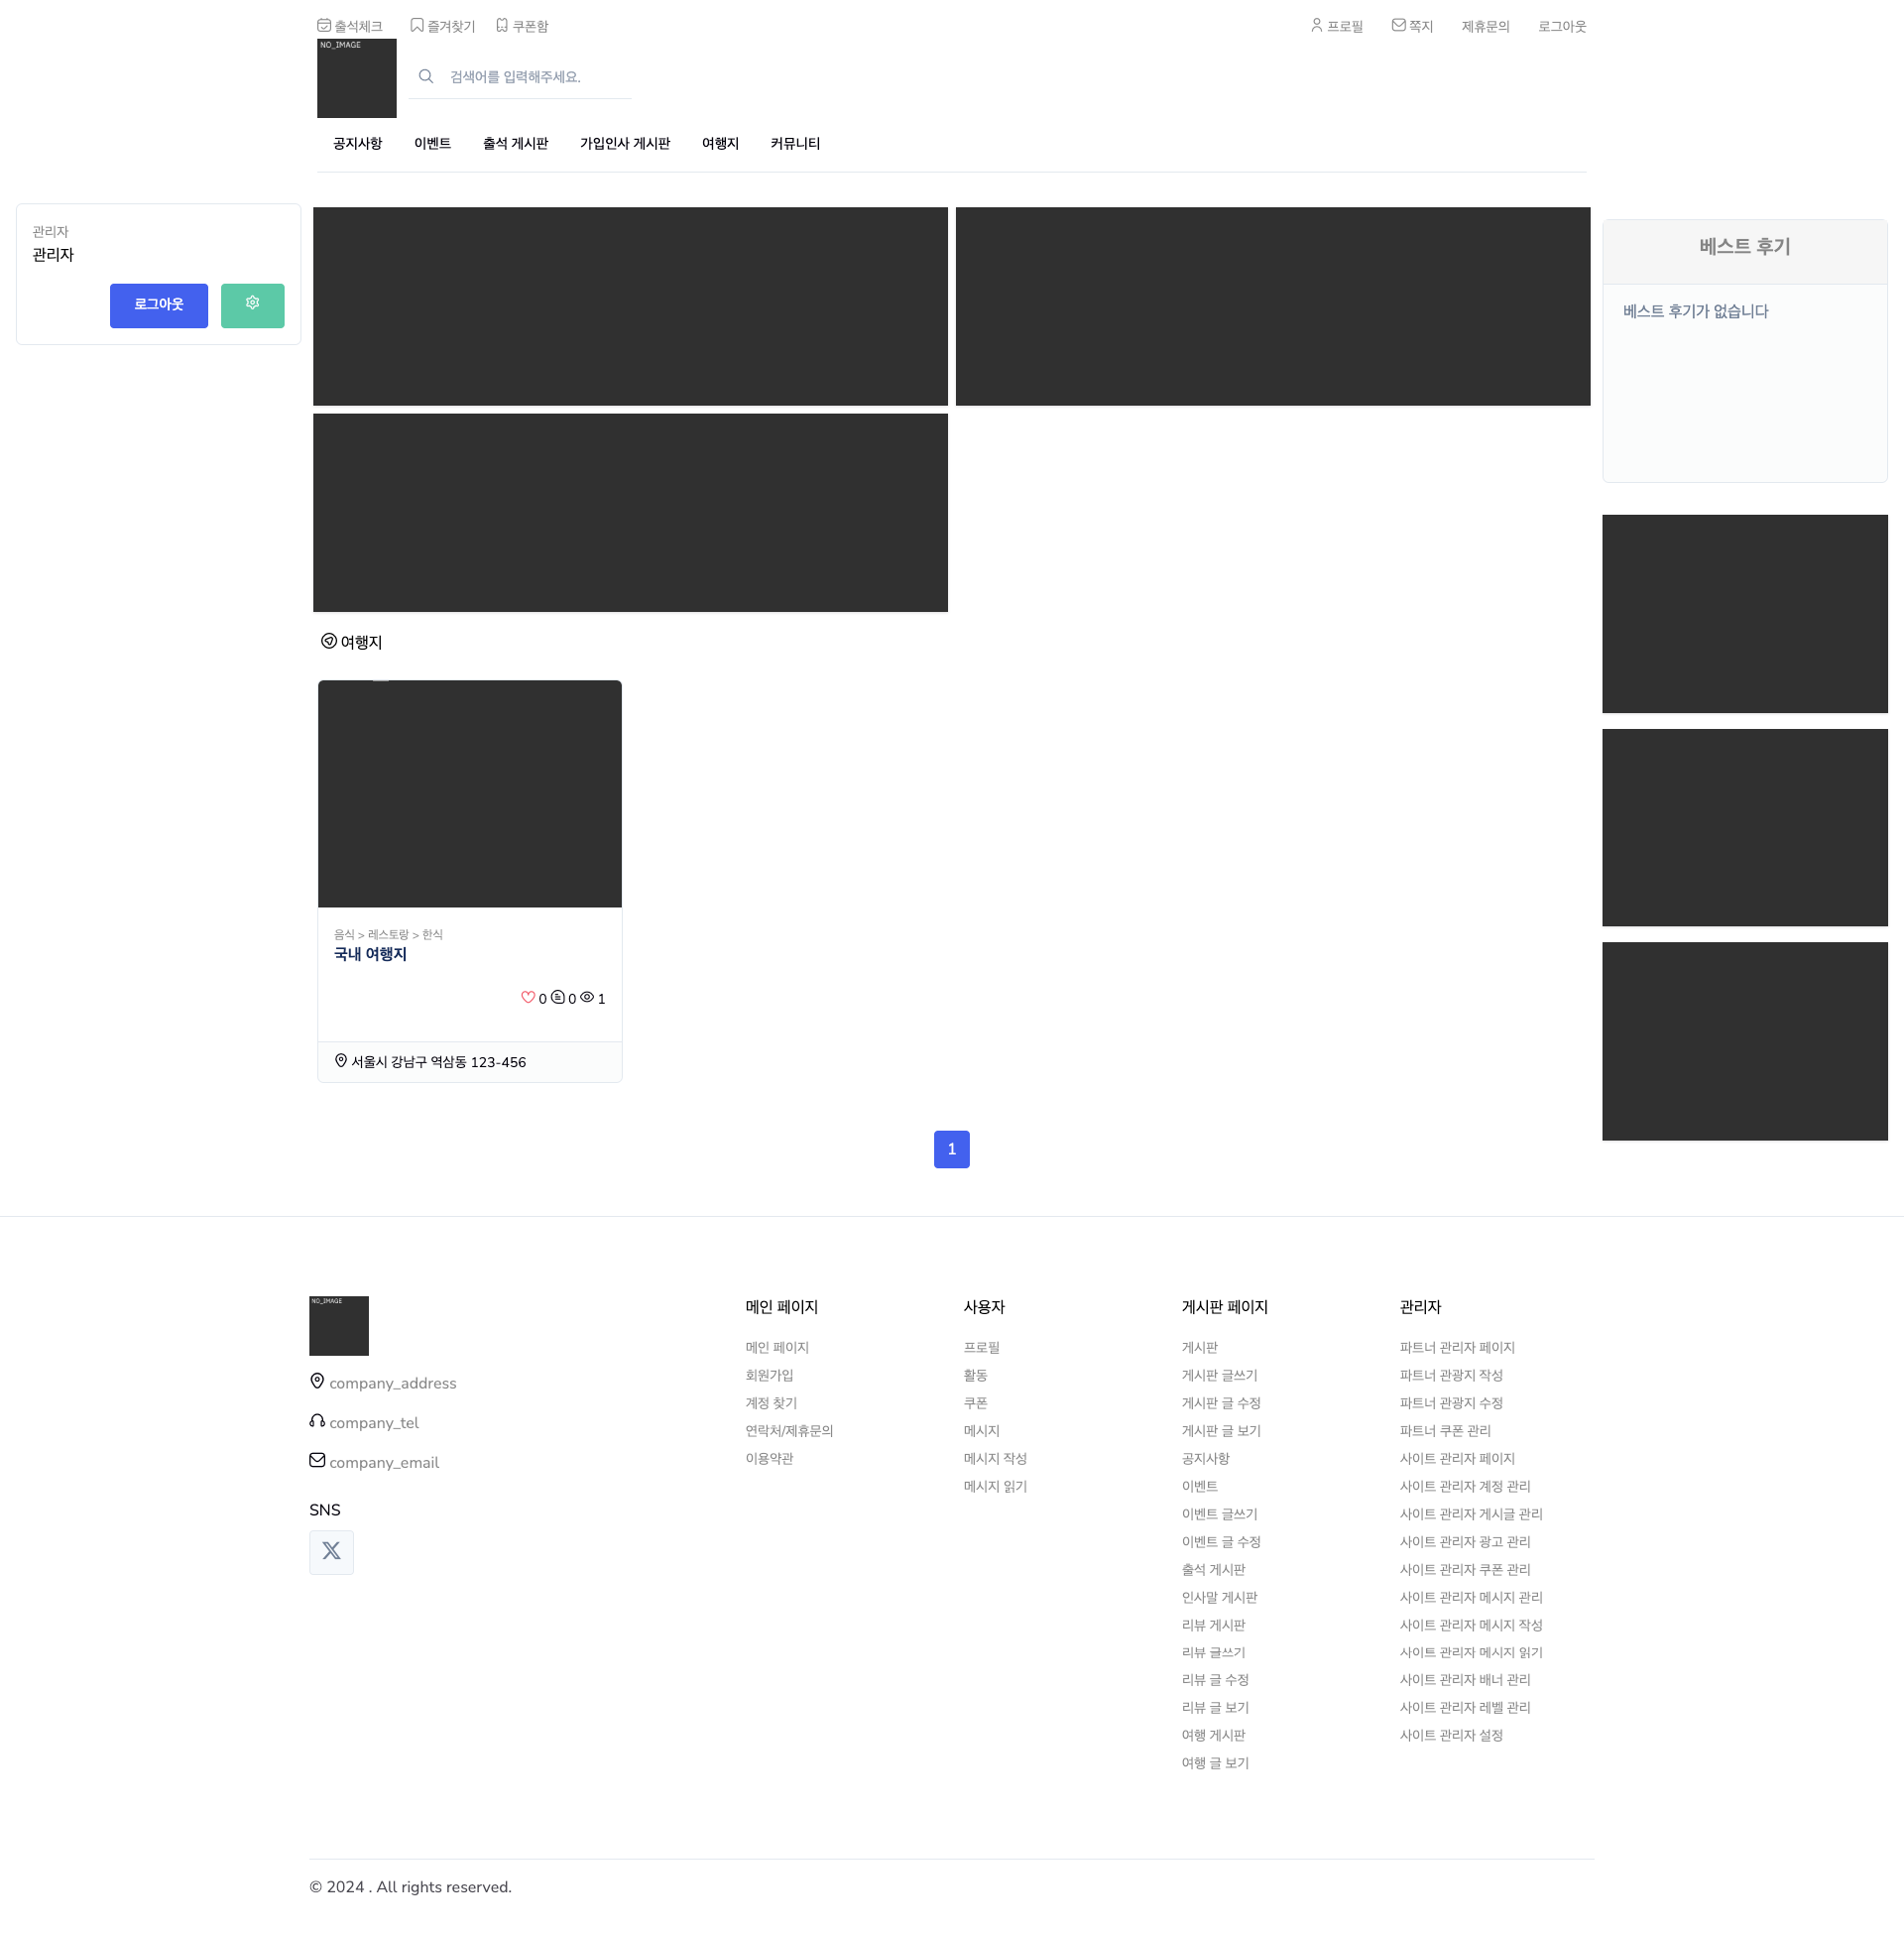 출석체크 즐겨찾기 쿠폰함 프로필 쪽지 제휴문의 로그아웃
NO_IMAGE
검색어를 입력해주세요.
공지사항 이벤트 출석 게시판 가입인사 게시판 여행지 커뮤니티
관리자
관리자
로그아웃
베스트 후기
베스트 후기가 없습니다
여행지
음식 > 레스토랑 > 한식
국내 여행지
0 0 1
서울시 강남구 역삼동 123-456
1
NO_IMAGE
company_address
company_tel
company_email
SNS
메인 페이지
메인 페이지
회원가입
계정 찾기
연락처/제휴문의
이용약관
사용자
프로필
활동
쿠폰
메시지
메시지 작성
메시지 읽기
게시판 페이지
게시판
게시판 글쓰기
게시판 글 수정
게시판 글 보기
공지사항
이벤트
이벤트 글쓰기
이벤트 글 수정
출석 게시판
인사말 게시판
리뷰 게시판
리뷰 글쓰기
리뷰 글 수정
리뷰 글 보기
여행 게시판
여행 글 보기
관리자
파트너 관리자 페이지
파트너 관광지 작성
파트너 관광지 수정
파트너 쿠폰 관리
사이트 관리자 페이지
사이트 관리자 계정 관리
사이트 관리자 게시글 관리
사이트 관리자 광고 관리
사이트 관리자 쿠폰 관리
사이트 관리자 메시지 관리
사이트 관리자 메시지 작성
사이트 관리자 메시지 읽기
사이트 관리자 배너 관리
사이트 관리자 레벨 관리
사이트 관리자 설정
© 2024 . All rights reserved.